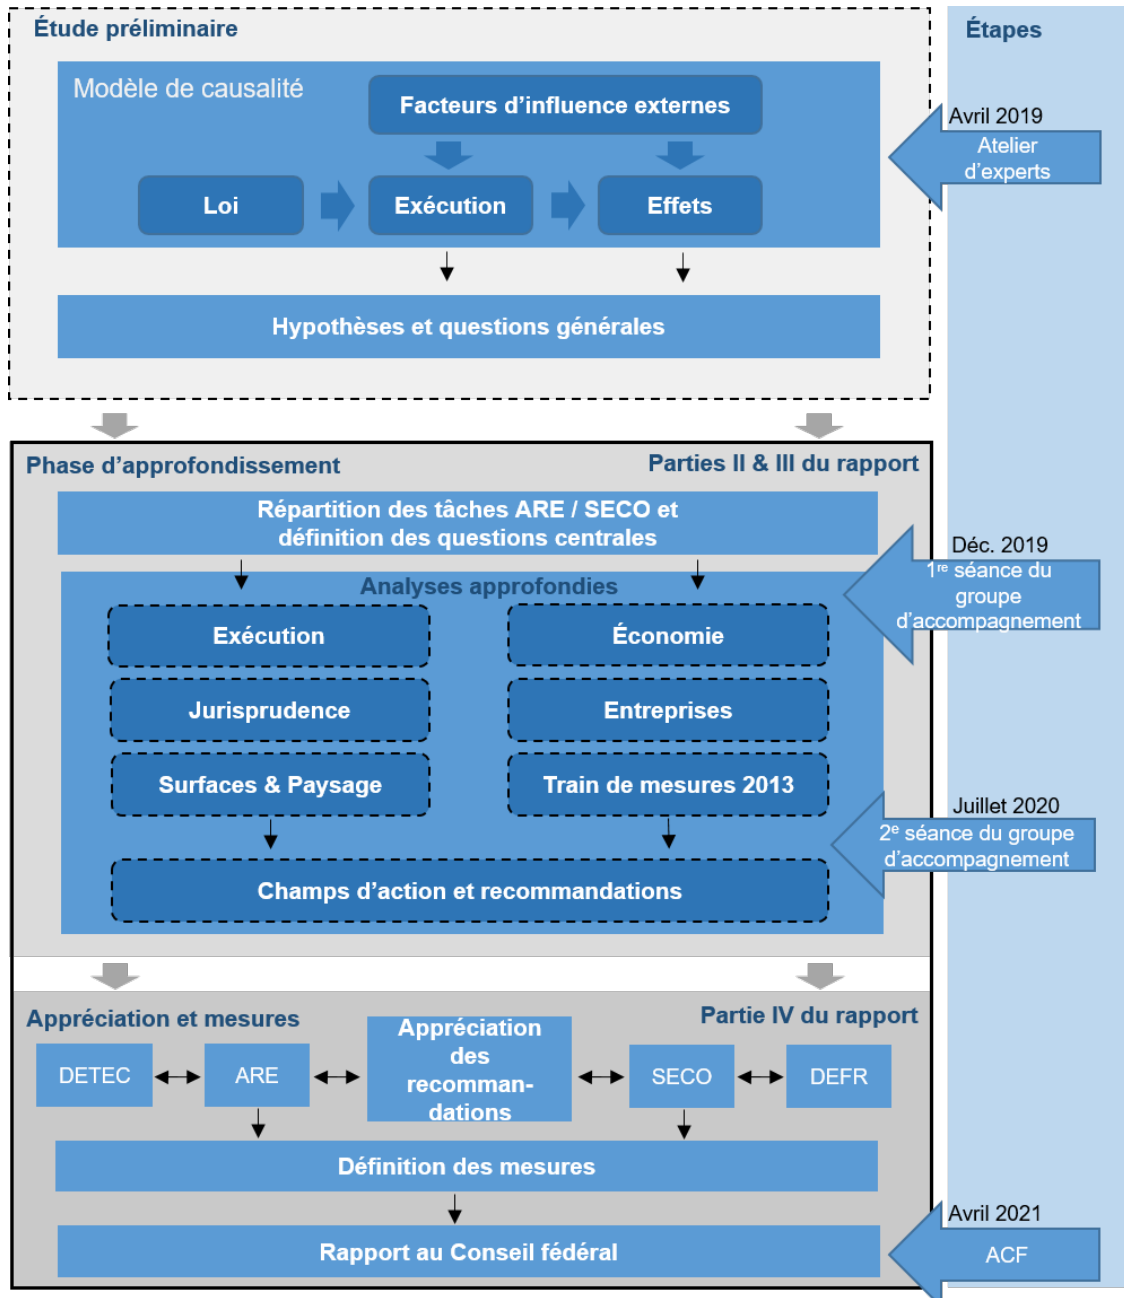 Étude préliminaire
Étapes
Modèle de causalité
Facteurs d'influence externes
Avril 2019
Atelier
d'experts
Loi
Exécution
Effets
Hypothèses et questions générales
Phase d'approfondissement
Parties II & III du rapport
Répartition des tâches ARE / SECO et
définition des questions centrales
Déc. 2019
1re séance du
groupe
d'accompagnement
Analyses approfondies
Exécution
Économie
Jurisprudence
Entreprises
Surfaces & Paysage
Train de mesures 2013
Juillet 2020
2e séance du groupe
d'accompagnement
Champs d'action et recommandations
Appréciation et mesures
Partie IV du rapport
DETEC
ARE
Appréciation
des
recomman-
dations
SECO
DEFR
Définition des mesures
Avril 2021
ACF
Rapport au Conseil fédéral